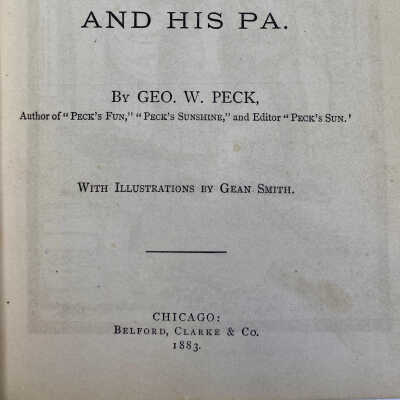 AND HIS PA.
BY GEO. W. PECK,
Author of "PECK'S FUN," "PECK'S SUNSHINE," and Editor "PECK'S SUN.'
WITH ILLUSTRATIONS BY GEAN SMITH.
CHICAGO:
BELFORD, CLARKE & CO.
1883.